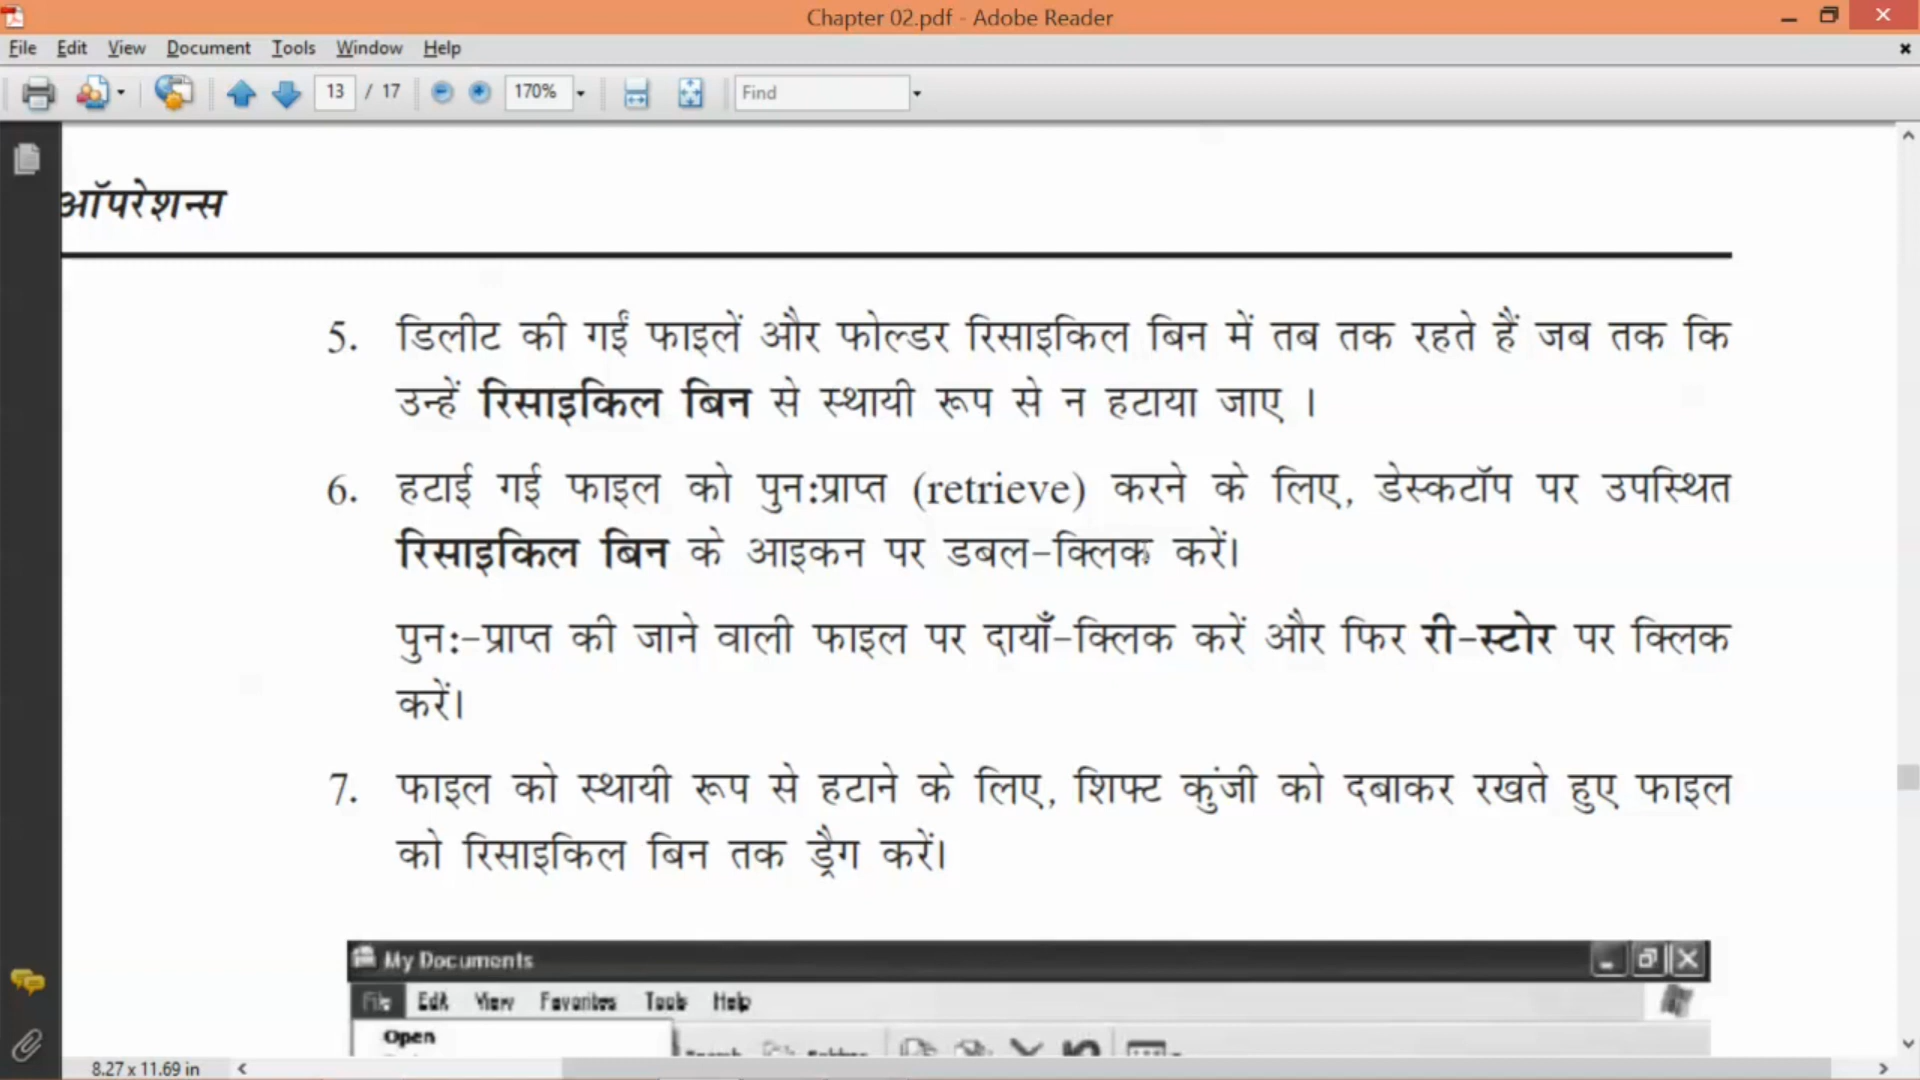 Chapter 02.pdf - Adobe Reader
File Edit View Document Tools Window Help
13 / 17 170% Find
ऑपरेशन्स
5. डिलीट की गईं फाइलें और फोल्डर रिसाइकिल बिन में तब तक रहते हैं जब तक कि
उन्हें रिसाइकिल बिन से स्थायी रूप से न हटाया जाए ।
6. हटाई गई फाइल को पुन:प्राप्त (retrieve) करने के लिए, डेस्कटॉप पर उपस्थित
रिसाइकिल बिन के आइकन पर डबल-क्लिक करें।
पुन:-प्राप्त की जाने वाली फाइल पर दायाँ-क्लिक करें और फिर री-स्टोर पर क्लिक
करें।
7. फाइल को स्थायी रूप से हटाने के लिए, शिफ्ट कुंजी को दबाकर रखते हुए फाइल
को रिसाइकिल बिन तक ड्रैग करें।
My Documents
File Edit View Favorites Tools Help
Open
8.27 x 11.69 in